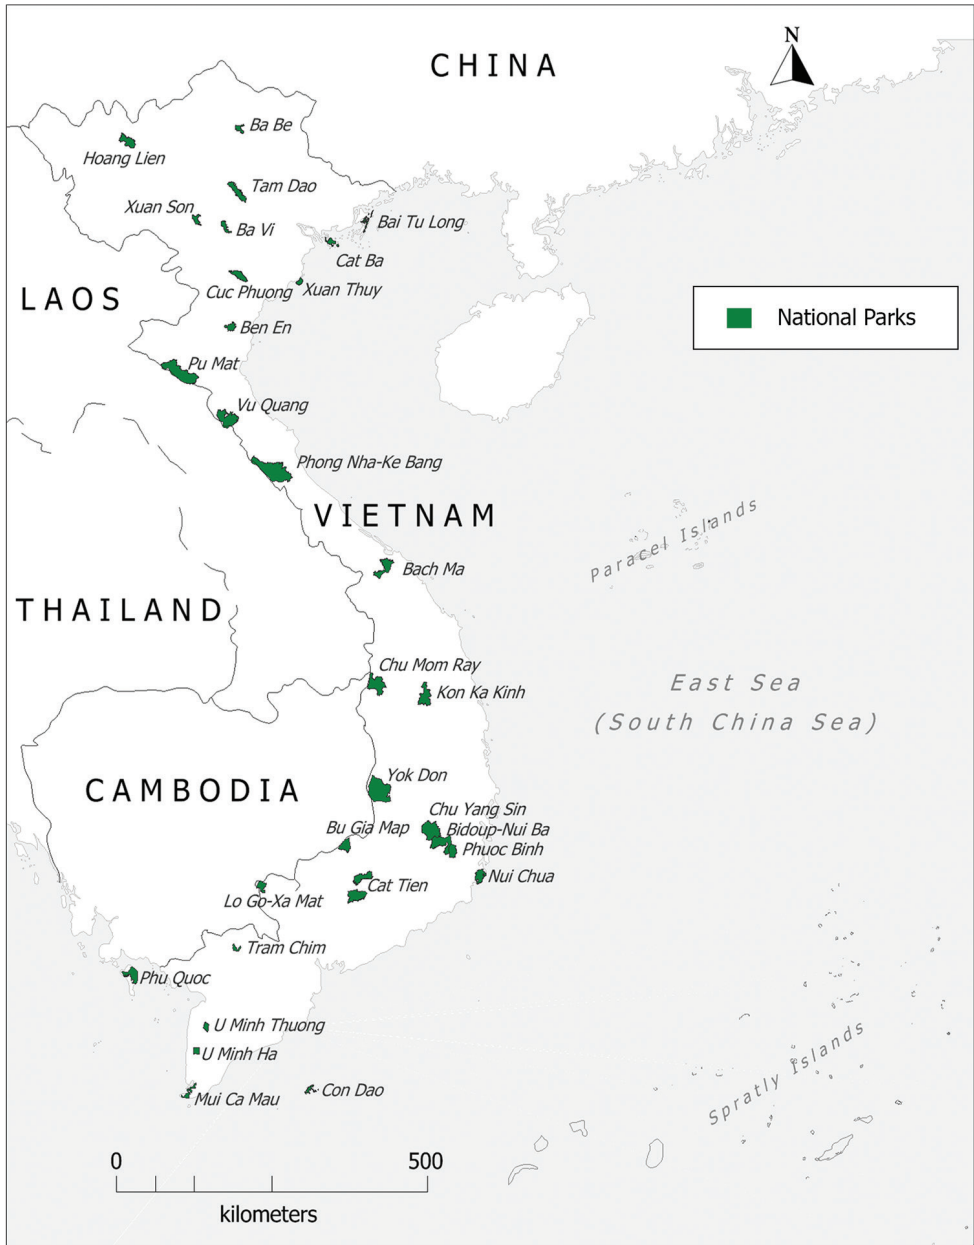 CHINA
N
Ba Be
Hoang Lien
Tam Dao
Xuan Son
Ba Vi
Bai Tu Long
Cat Ba
LAOS
Cuc Phuong
Xuan Thuy
National Parks
Ben En
Pu Mat
Vu Quang
Phong Nha-Ke Bang
VIETNAM
Paracel Islands
Bach Ma
THAILAND
Chu Mom Ray
Kon Ka Kinh
East Sea
(South China Sea)
Yok Don
CAMBODIA
Chu Yang Sin
Bu Gia Map
Bidoup-Nui Ba
Phuoc Binh
Nui Chua
Cat Tien
Lo Go-Xa Mat
Tram Chim
Phu Quoc
U Minh Thuong
U Minh Ha
Spratly Islands
Con Dao
Mui Ca Mau
0 500
kilometers